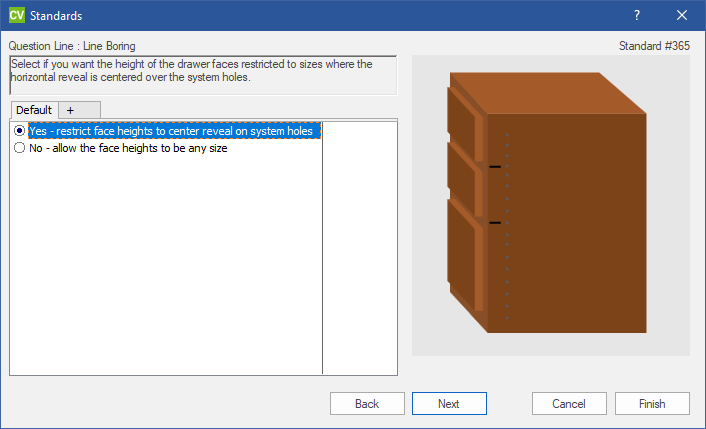 CV Standards
Question Line : Line Boring
Standard #365
Select if you want the height of the drawer faces restricted to sizes where the
horizontal reveal is centered over the system holes.
Default +
Yes - restrict face heights to center reveal on system holes
No - allow the face heights to be any size
Back Next Cancel Finish